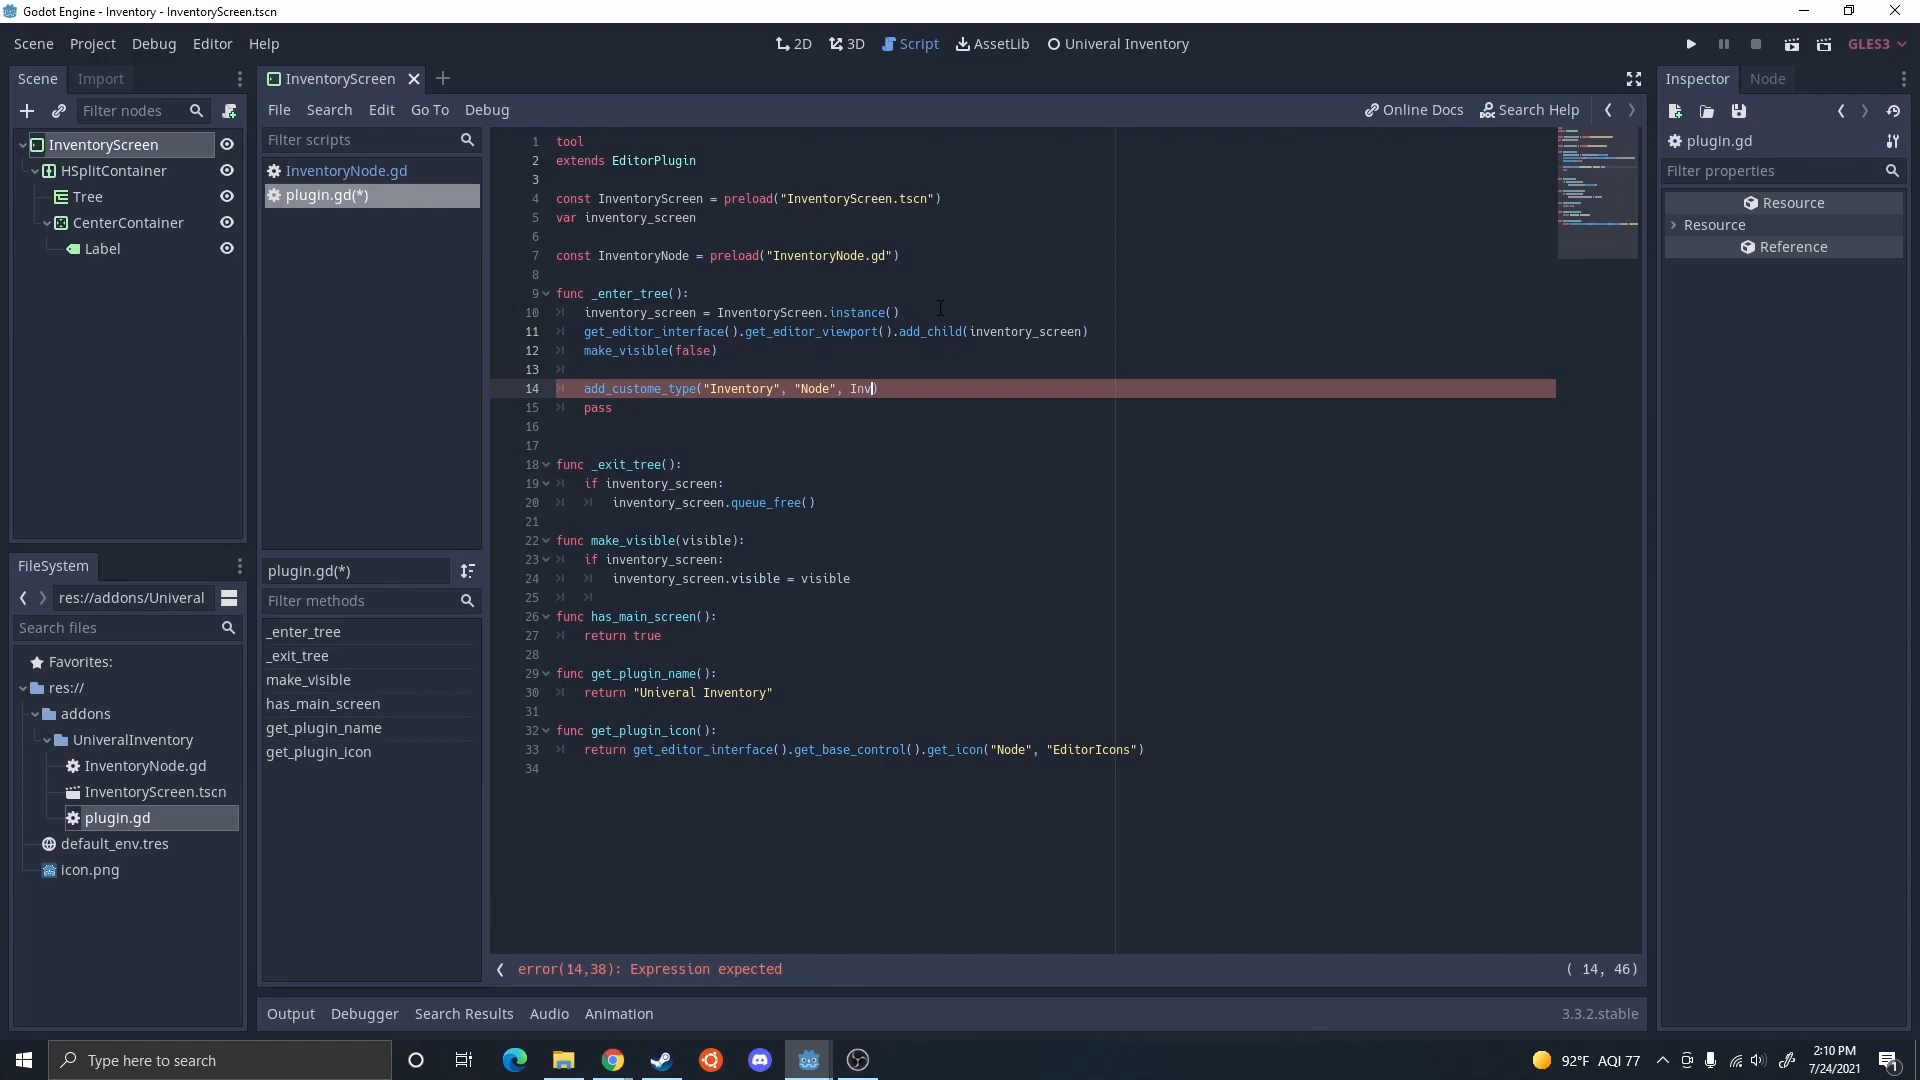 Godot Engine - Inventory - InventoryScreen.tscn
Scene Project Debug Editor Help
2D 3D Script AssetLib Univeral Inventory
GLES3
Scene Import
Filter nodes
InventoryScreen
HSplitContainer
Tree
CenterContainer
Label
FileSystem
res://addons/Univeral
Search files
Favorites:
res://
addons
UniveralInventory
InventoryNode.gd
InventoryScreen.tscn
plugin.gd
default_env.tres
icon.png
InventoryScreen
File Search Edit Go To Debug
Online Docs Search Help
Filter scripts
InventoryNode.gd
plugin.gd(*)
plugin.gd(*)
Filter methods
_enter_tree
_exit_tree
make_visible
has_main_screen
get_plugin_name
get_plugin_icon
1 tool
2 extends EditorPlugin
3
4 const InventoryScreen = preload("InventoryScreen.tscn")
5 var inventory_screen
6
7 const InventoryNode = preload("InventoryNode.gd")
8
9 func _enter_tree():
10 inventory_screen = InventoryScreen.instance()
11 get_editor_interface().get_editor_viewport().add_child(inventory_screen)
12 make_visible(false)
13
14 add_custome_type("Inventory", "Node", Inv)
15 pass
16
17
18 func _exit_tree():
19 if inventory_screen:
20 inventory_screen.queue_free()
21
22 func make_visible(visible):
23 if inventory_screen:
24 inventory_screen.visible = visible
25
26 func has_main_screen():
27 return true
28
29 func get_plugin_name():
30 return "Univeral Inventory"
31
32 func get_plugin_icon():
33 return get_editor_interface().get_base_control().get_icon("Node", "EditorIcons")
34
error(14,38): Expression expected
( 14, 46)
Output Debugger Search Results Audio Animation
3.3.2.stable
Inspector Node
plugin.gd
Filter properties
Resource
Resource
Reference
Type here to search
92°F AQI 77
2:10 PM
7/24/2021
1